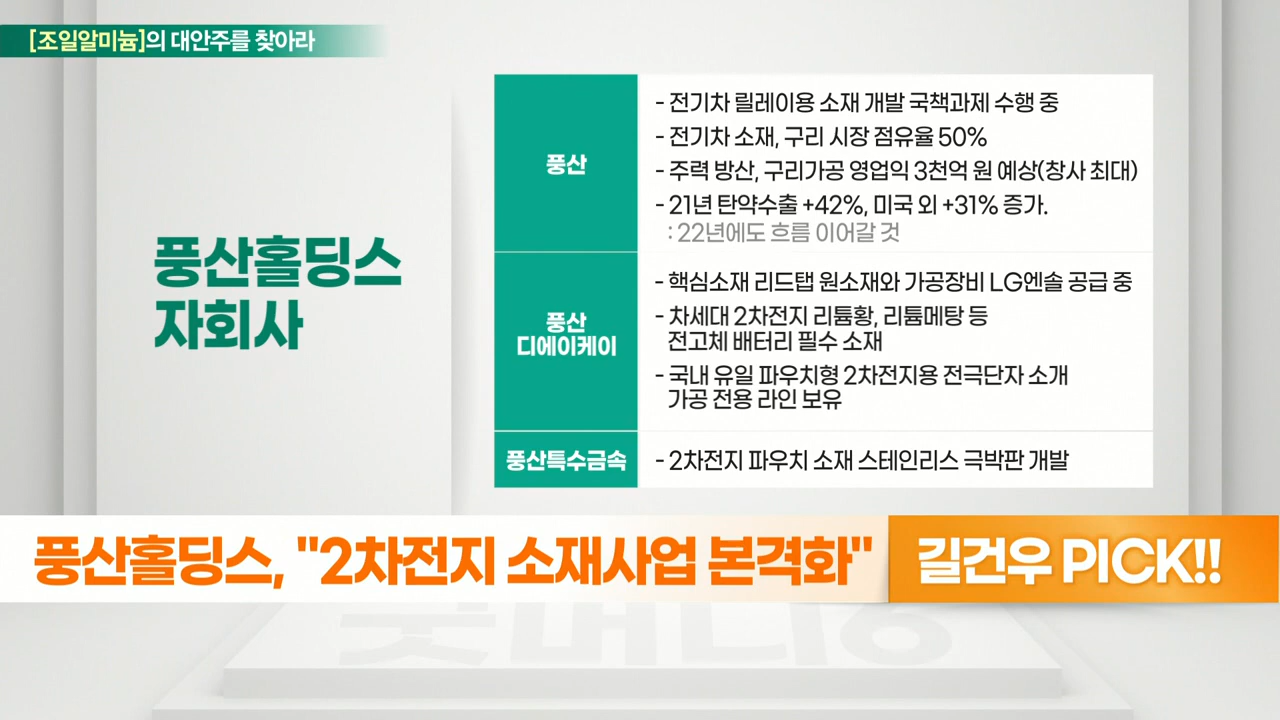 [조일알미늄]의 대안주를 찾아라
풍산홀딩스
자회사
풍산
- 전기차 릴레이용 소재 개발 국책과제 수행 중
- 전기차 소재, 구리 시장 점유율 50%
- 주력 방산, 구리가공 영업익 3천억 원 예상(창사 최대)
- 21년 탄약수출 +42%, 미국 외 +31% 증가.
: 22년에도 흐름 이어갈 것
풍산
디에이케이
- 핵심소재 리드탭 원소재와 가공장비 LG엔솔 공급 중
- 차세대 2차전지 리튬황, 리튬메탕 등
전고체 배터리 필수 소재
- 국내 유일 파우치형 2차전지용 전극단자 소개
가공 전용 라인 보유
풍산특수금속
- 2차전지 파우치 소재 스테인리스 극박판 개발
풍산홀딩스, "2차전지 소재사업 본격화"
길건우 PICK!!